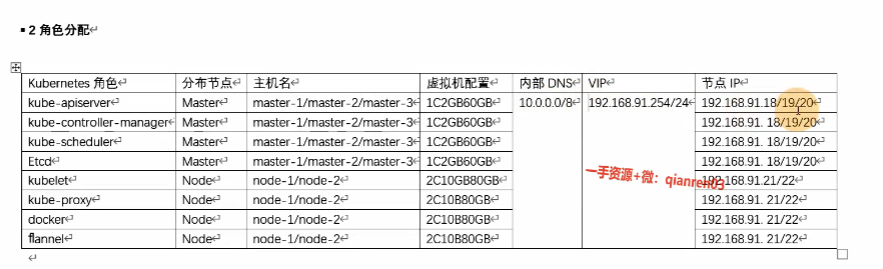 ▪ 2 角色分配↵
Kubernetes 角色↵ 分布节点↵ 主机名↵ 虚拟机配置↵ 内部 DNS↵ VIP↵ 节点 IP↵
kube-apiserver↵ Master↵ master-1/master-2/master-3↵ 1C2GB60GB↵ 10.0.0.0/8↵ 192.168.91.254/24↵ 192.168.91.18/19/20↵
kube-controller-manager↵ Master↵ master-1/master-2/master-3↵ 1C2GB60GB↵ 192.168.91. 18/19/20↵
kube-scheduler↵ Master↵ master-1/master-2/master-3↵ 1C2GB60GB↵ 192.168.91. 18/19/20↵
Etcd↵ Master↵ master-1/master-2/master-3↵ 1C2GB60GB↵ 192.168.91. 18/19/20↵
kubelet↵ Node↵ node-1/node-2↵ 2C10GB80GB↵ 192.168.91.21/22↵
kube-proxy↵ Node↵ node-1/node-2↵ 2C10B80GB↵ 192.168.91. 21/22↵
docker↵ Node↵ node-1/node-2↵ 2C10B80GB↵ 192.168.91. 21/22↵
flannel↵ Node↵ node-1/node-2↵ 2C10B80GB↵ 192.168.91. 21/22↵
↵
一手资源+微：qianren03